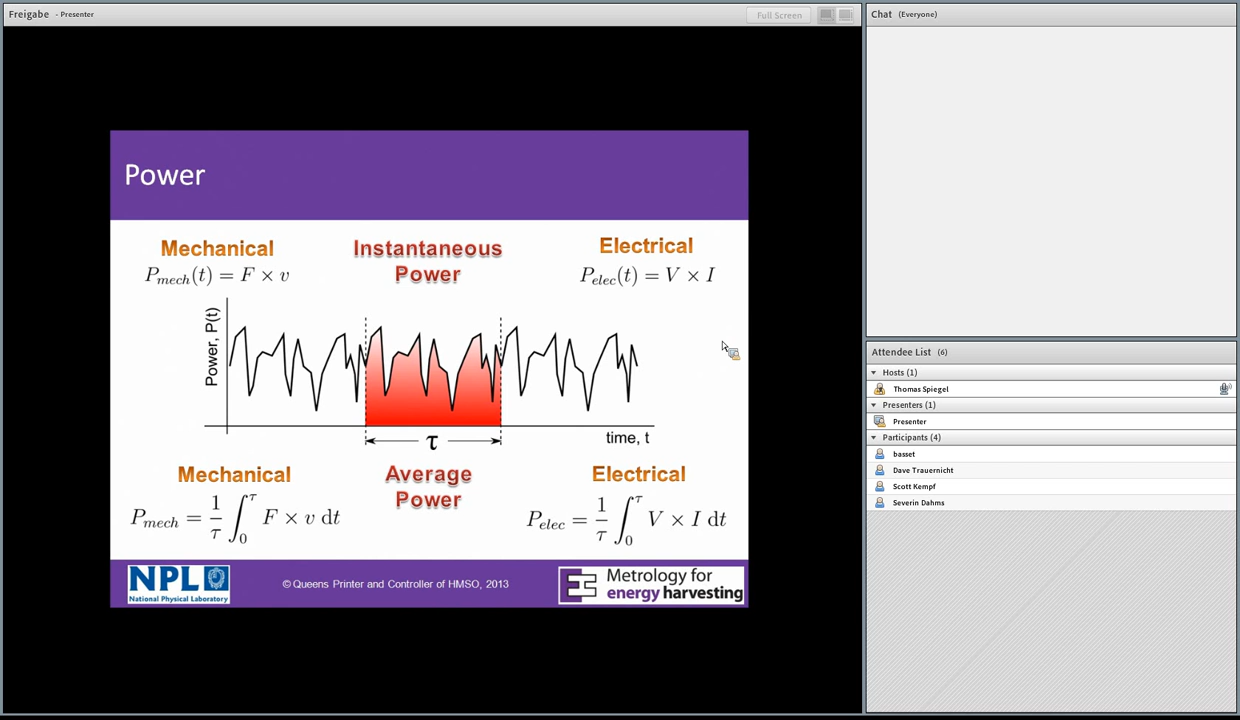 Freigabe - Presenter
Full Screen
Power
Mechanical
Instantaneous
Power
Electrical
P_mech(t) = F × v
P_elec(t) = V × I
Power, P(t)
τ
time, t
Mechanical
Average
Power
Electrical
P_mech = 1/τ ∫_0^τ F × v dt
P_elec = 1/τ ∫_0^τ V × I dt
NPL
National Physical Laboratory
© Queens Printer and Controller of HMSO, 2013
Metrology for
energy harvesting
Chat (Everyone)
Attendee List (6)
Hosts (1)
Thomas Spiegel
Presenters (1)
Presenter
Participants (4)
basset
Dave Trauernicht
Scott Kempf
Severin Dahms